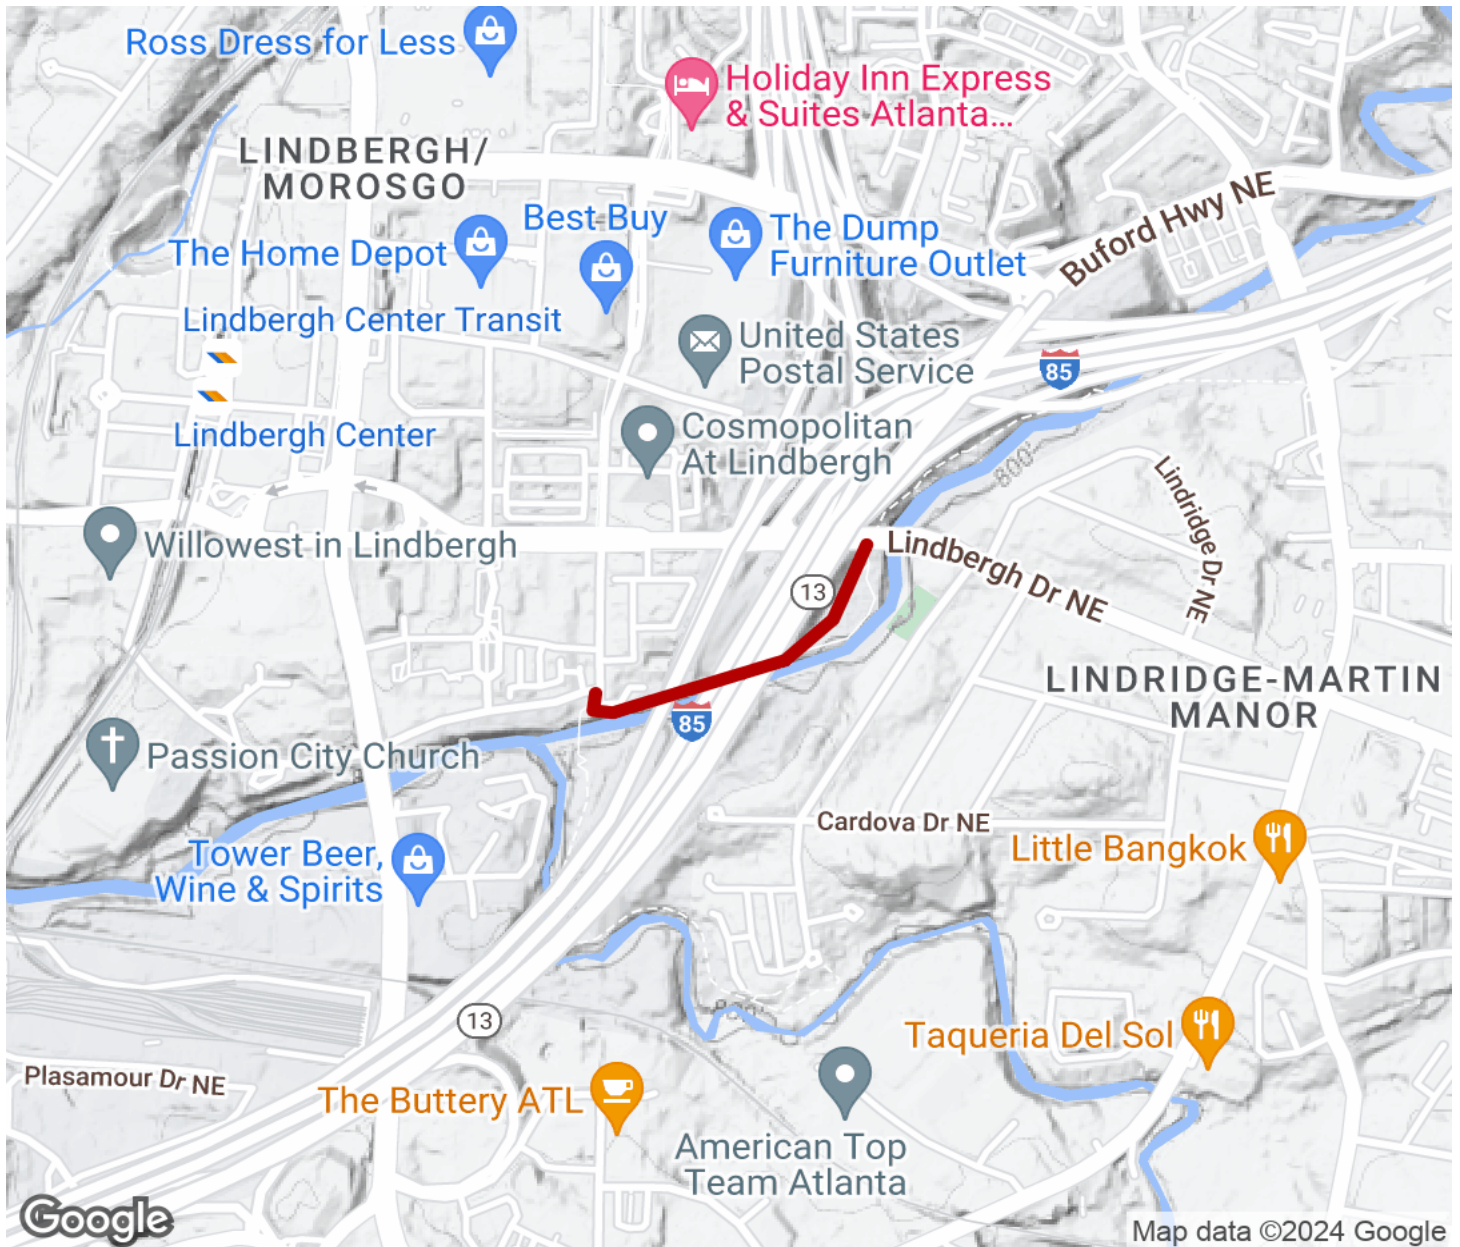 Ross Dress for Less
Holiday Inn Express
& Suites Atlanta...
LINDBERGH/
MOROSGO
Buford Hwy NE
Best Buy
The Dump
Furniture Outlet
The Home Depot
Lindbergh Center Transit
United States
Postal Service
85
Lindbergh Center
Cosmopolitan
At Lindbergh
800'
Lindridge Dr NE
Willowest in Lindbergh
Lindbergh Dr NE
13
LINDRIDGE-MARTIN
MANOR
85
Passion City Church
Cardova Dr NE
Little Bangkok
Tower Beer,
Wine & Spirits
800'
13
Taqueria Del Sol
Plasamour Dr NE
The Buttery ATL
American Top
Team Atlanta
Google
Map data ©2024 Google